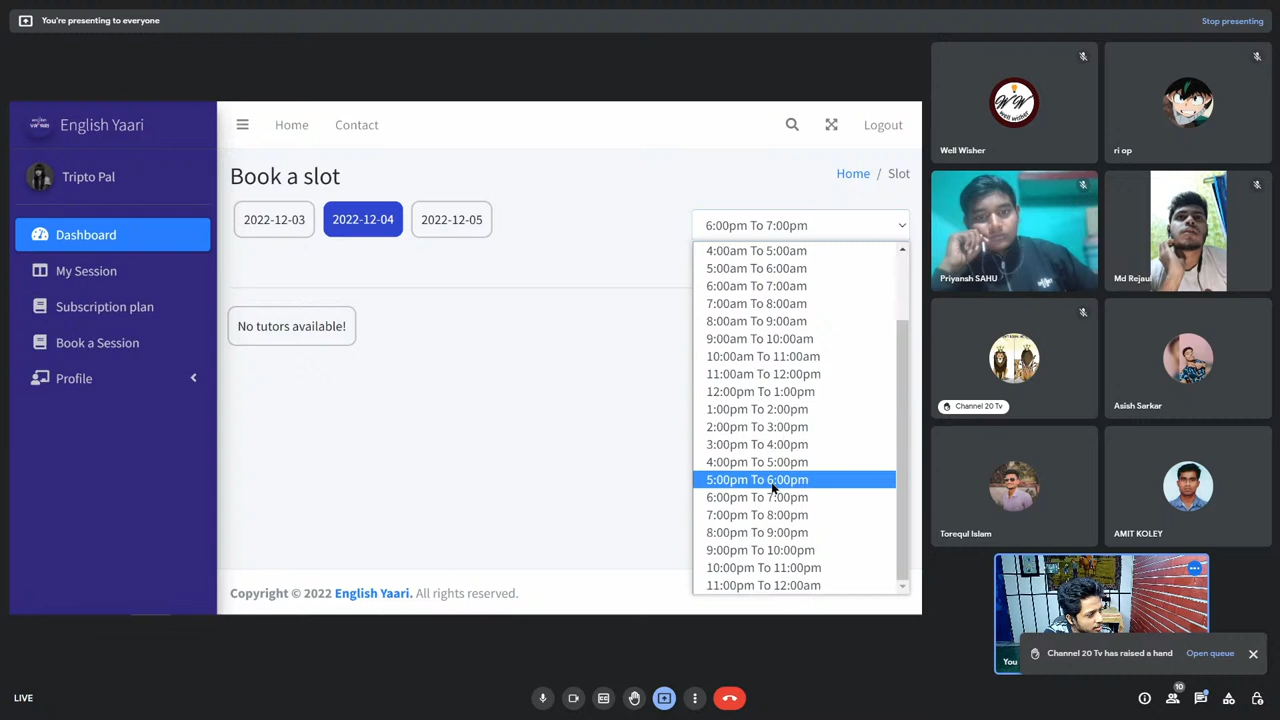 You're presenting to everyone
Stop presenting
English Yaari
Home
Contact
Logout
Tripto Pal
Book a slot
Home / Slot
2022-12-03
2022-12-04
2022-12-05
6:00pm To 7:00pm
Dashboard
My Session
Subscription plan
Book a Session
Profile
No tutors available!
4:00am To 5:00am
5:00am To 6:00am
6:00am To 7:00am
7:00am To 8:00am
8:00am To 9:00am
9:00am To 10:00am
10:00am To 11:00am
11:00am To 12:00pm
12:00pm To 1:00pm
1:00pm To 2:00pm
2:00pm To 3:00pm
3:00pm To 4:00pm
4:00pm To 5:00pm
5:00pm To 6:00pm
6:00pm To 7:00pm
7:00pm To 8:00pm
8:00pm To 9:00pm
9:00pm To 10:00pm
10:00pm To 11:00pm
11:00pm To 12:00am
Copyright © 2022 English Yaari. All rights reserved.
WW
well wisher
Well Wisher
ri op
Priyansh SAHU
Md Rejaul
Channel 20 Tv
Asish Sarkar
Torequl Islam
AMIT KOLEY
You
Channel 20 Tv has raised a hand
Open queue
LIVE
10